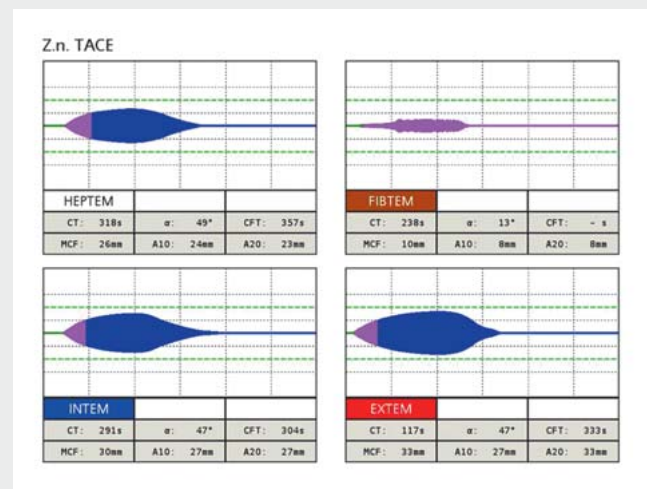 Z.n. TACE
HEPTEM
CT: 318s α: 49° CFT: 357s
MCF: 26mm A10: 24mm A20: 23mm
FIBTEM
CT: 238s α: 13° CFT: - s
MCF: 10mm A10: 8mm A20: 8mm
INTEM
CT: 291s α: 47° CFT: 304s
MCF: 30mm A10: 27mm A20: 27mm
EXTEM
CT: 117s α: 47° CFT: 333s
MCF: 33mm A10: 27mm A20: 33mm